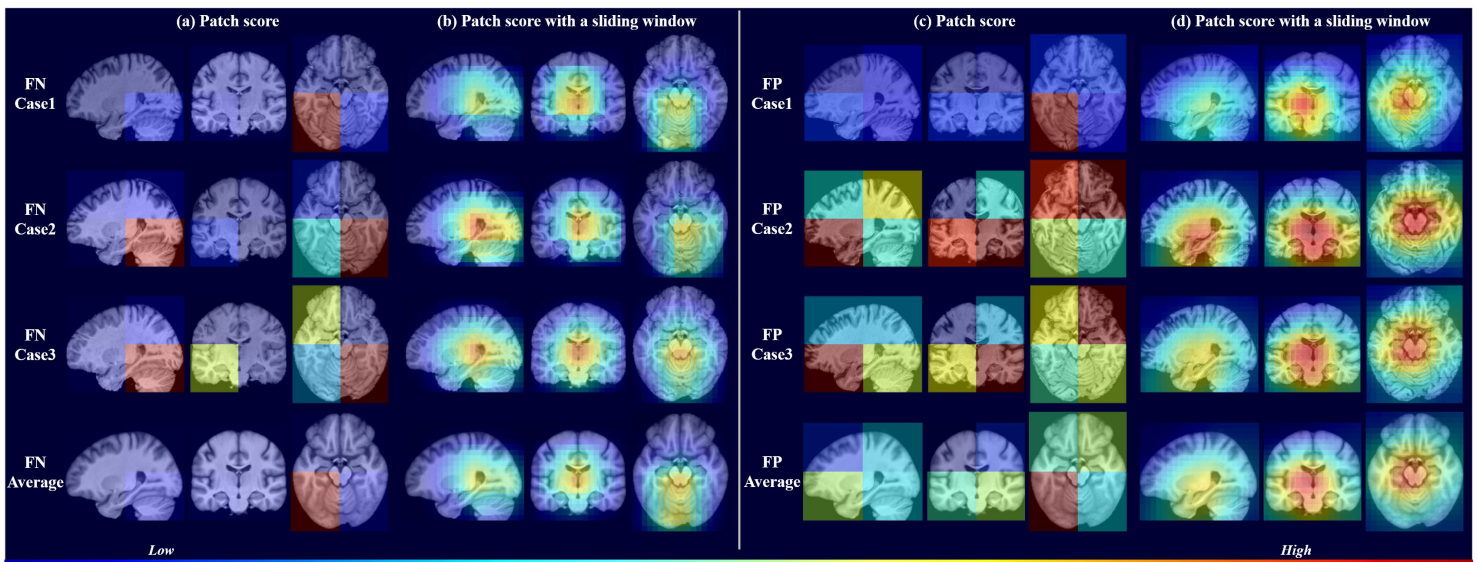 (a) Patch score
(b) Patch score with a sliding window
(c) Patch score
(d) Patch score with a sliding window
FN
Case1
FP
Case1
FN
Case2
FP
Case2
FN
Case3
FP
Case3
FN
Average
FP
Average
Low
High